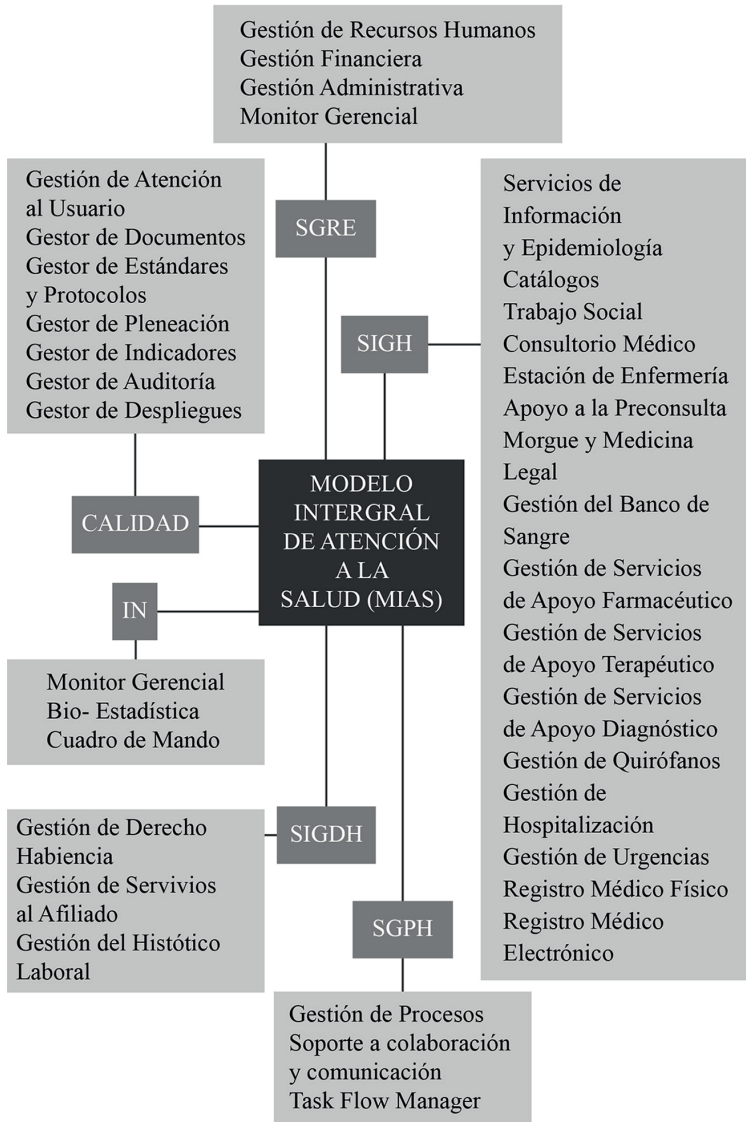 Gestión de Recursos Humanos
Gestión Financiera
Gestión Administrativa
Monitor Gerencial
SGRE
Gestión de Atención
al Usuario
Gestor de Documentos
Gestor de Estándares
y Protocolos
Gestor de Pleneación
Gestor de Indicadores
Gestor de Auditoría
Gestor de Despliegues
CALIDAD
SIGH
Servicios de
Información
y Epidemiología
Catálogos
Trabajo Social
Consultorio Médico
Estación de Enfermería
Apoyo a la Preconsulta
Morgue y Medicina
Legal
Gestión del Banco de
Sangre
Gestión de Servicios
de Apoyo Farmacéutico
Gestión de Servicios
de Apoyo Terapéutico
Gestión de Servicios
de Apoyo Diagnóstico
Gestión de Quirófanos
Gestión de
Hospitalización
Gestión de Urgencias
Registro Médico Físico
Registro Médico
Electrónico
MODELO
INTERGRAL
DE ATENCIÓN
A LA
SALUD (MIAS)
IN
Monitor Gerencial
Bio- Estadística
Cuadro de Mando
SIGDH
Gestión de Derecho
Habiencia
Gestión de Servivios
al Afiliado
Gestión del Histótico
Laboral
SGPH
Gestión de Procesos
Soporte a colaboración
y comunicación
Task Flow Manager